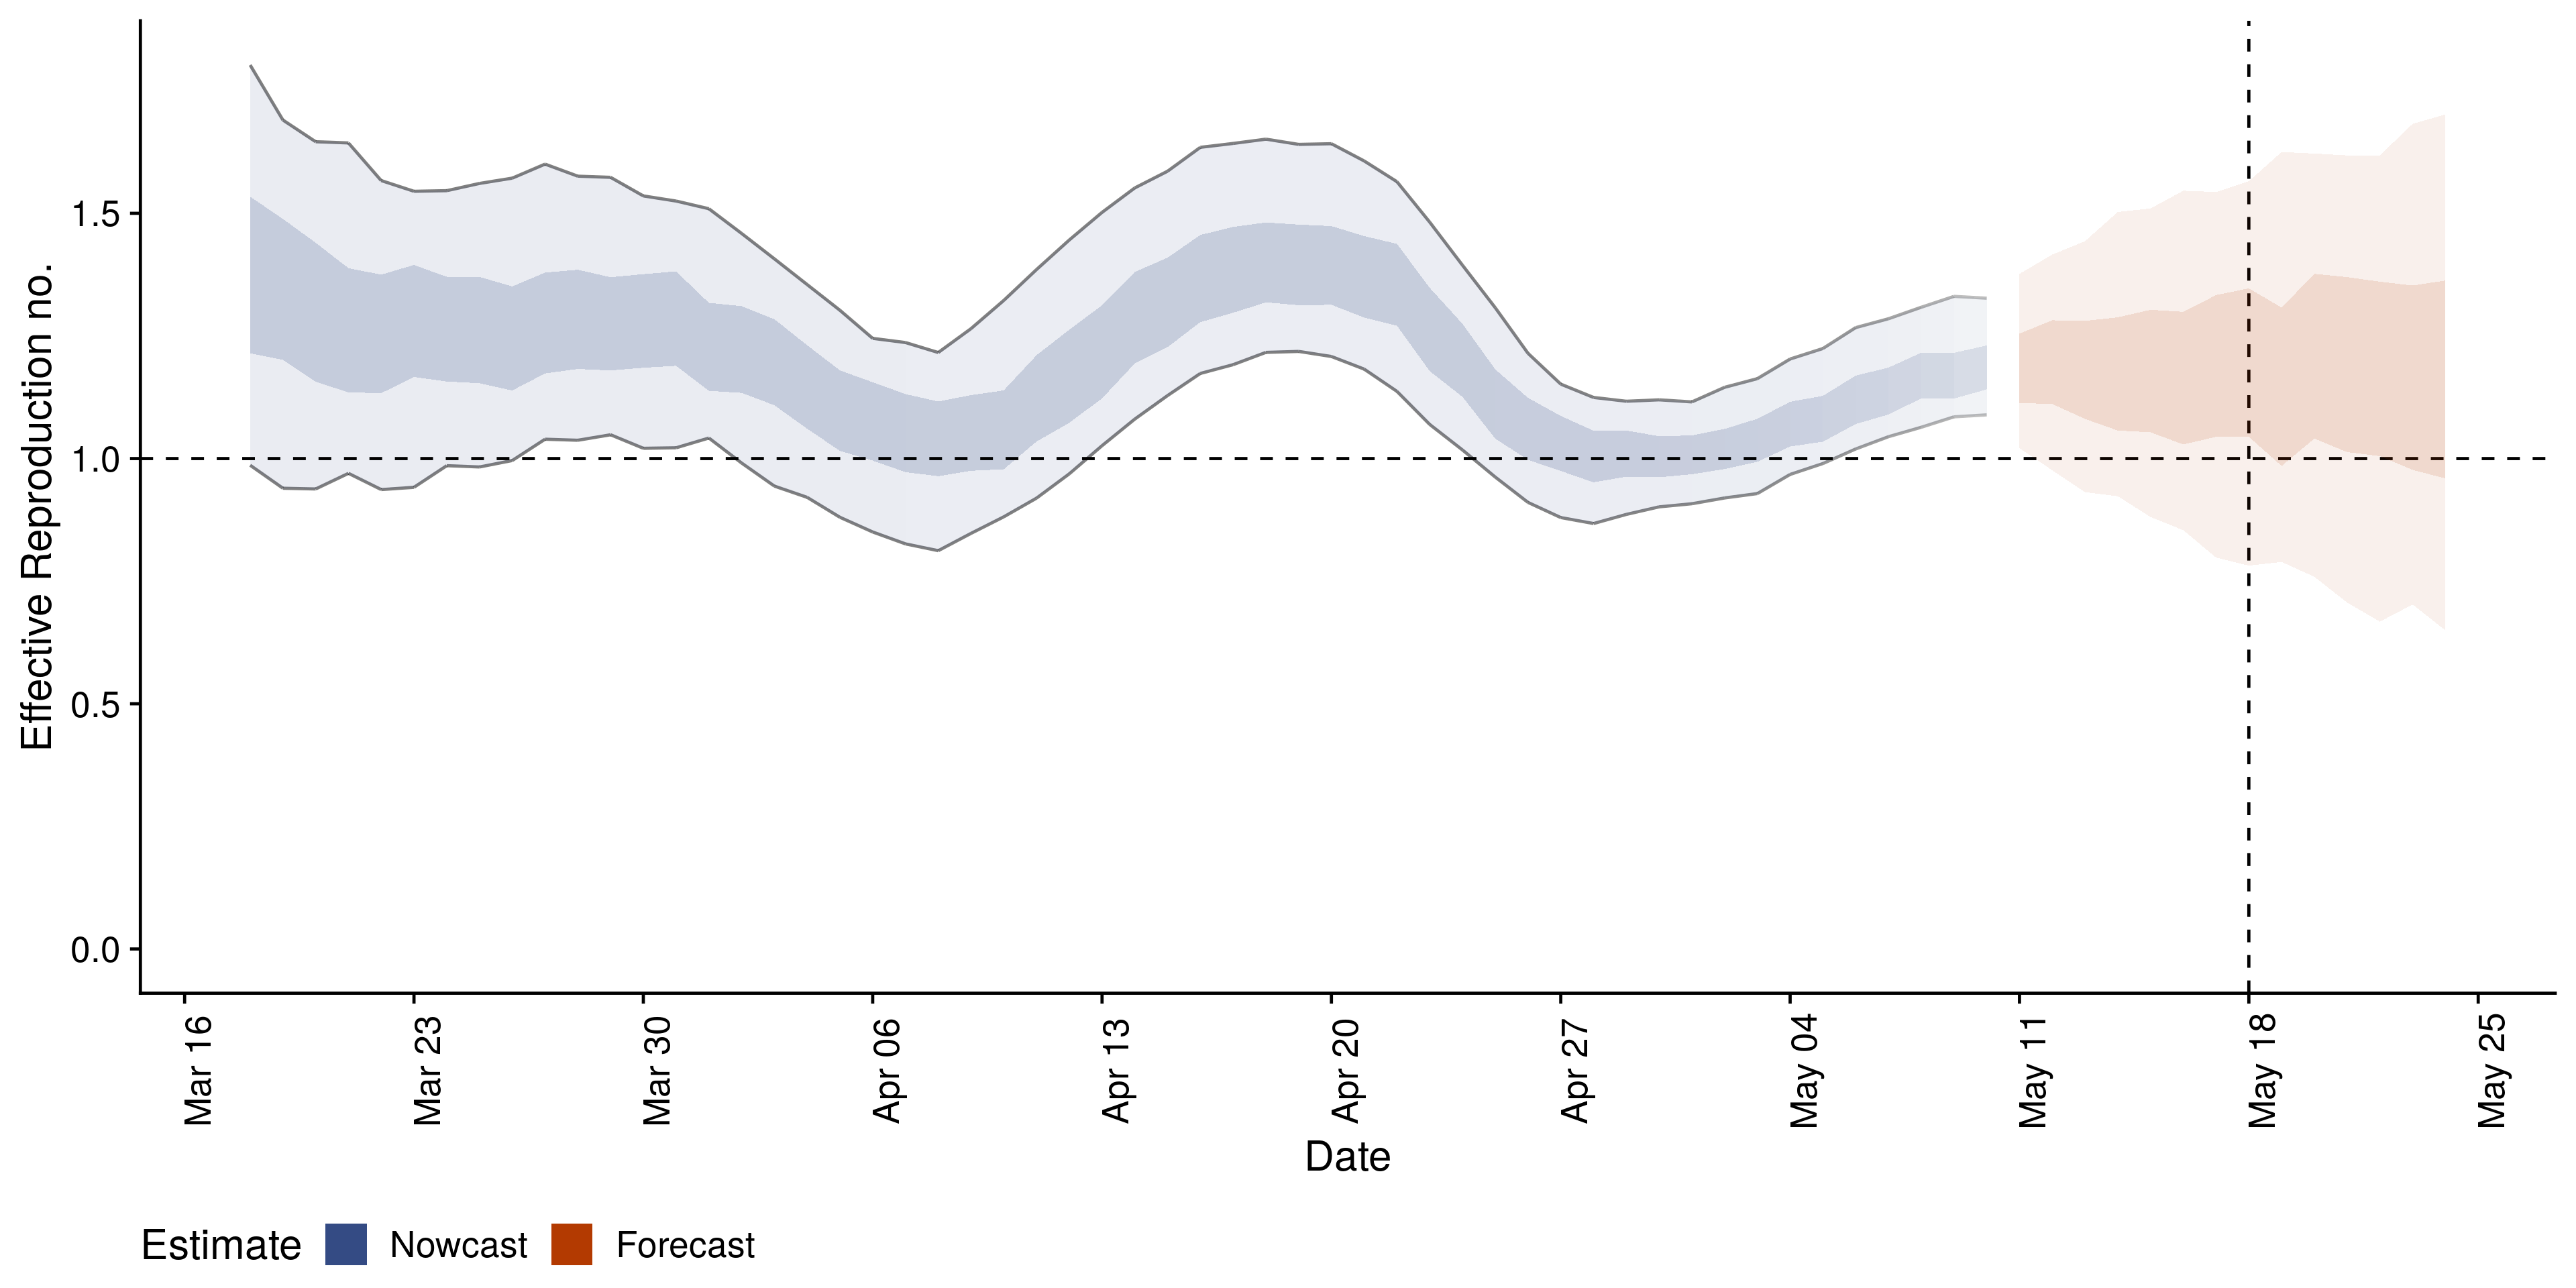 Effective Reproduction no.
1.5
1.0
0.5
0.0
Mar 16
Mar 23
Mar 30
Apr 06
Apr 13
Apr 20
Apr 27
May 04
May 11
May 18
May 25
Date
Estimate Nowcast Forecast